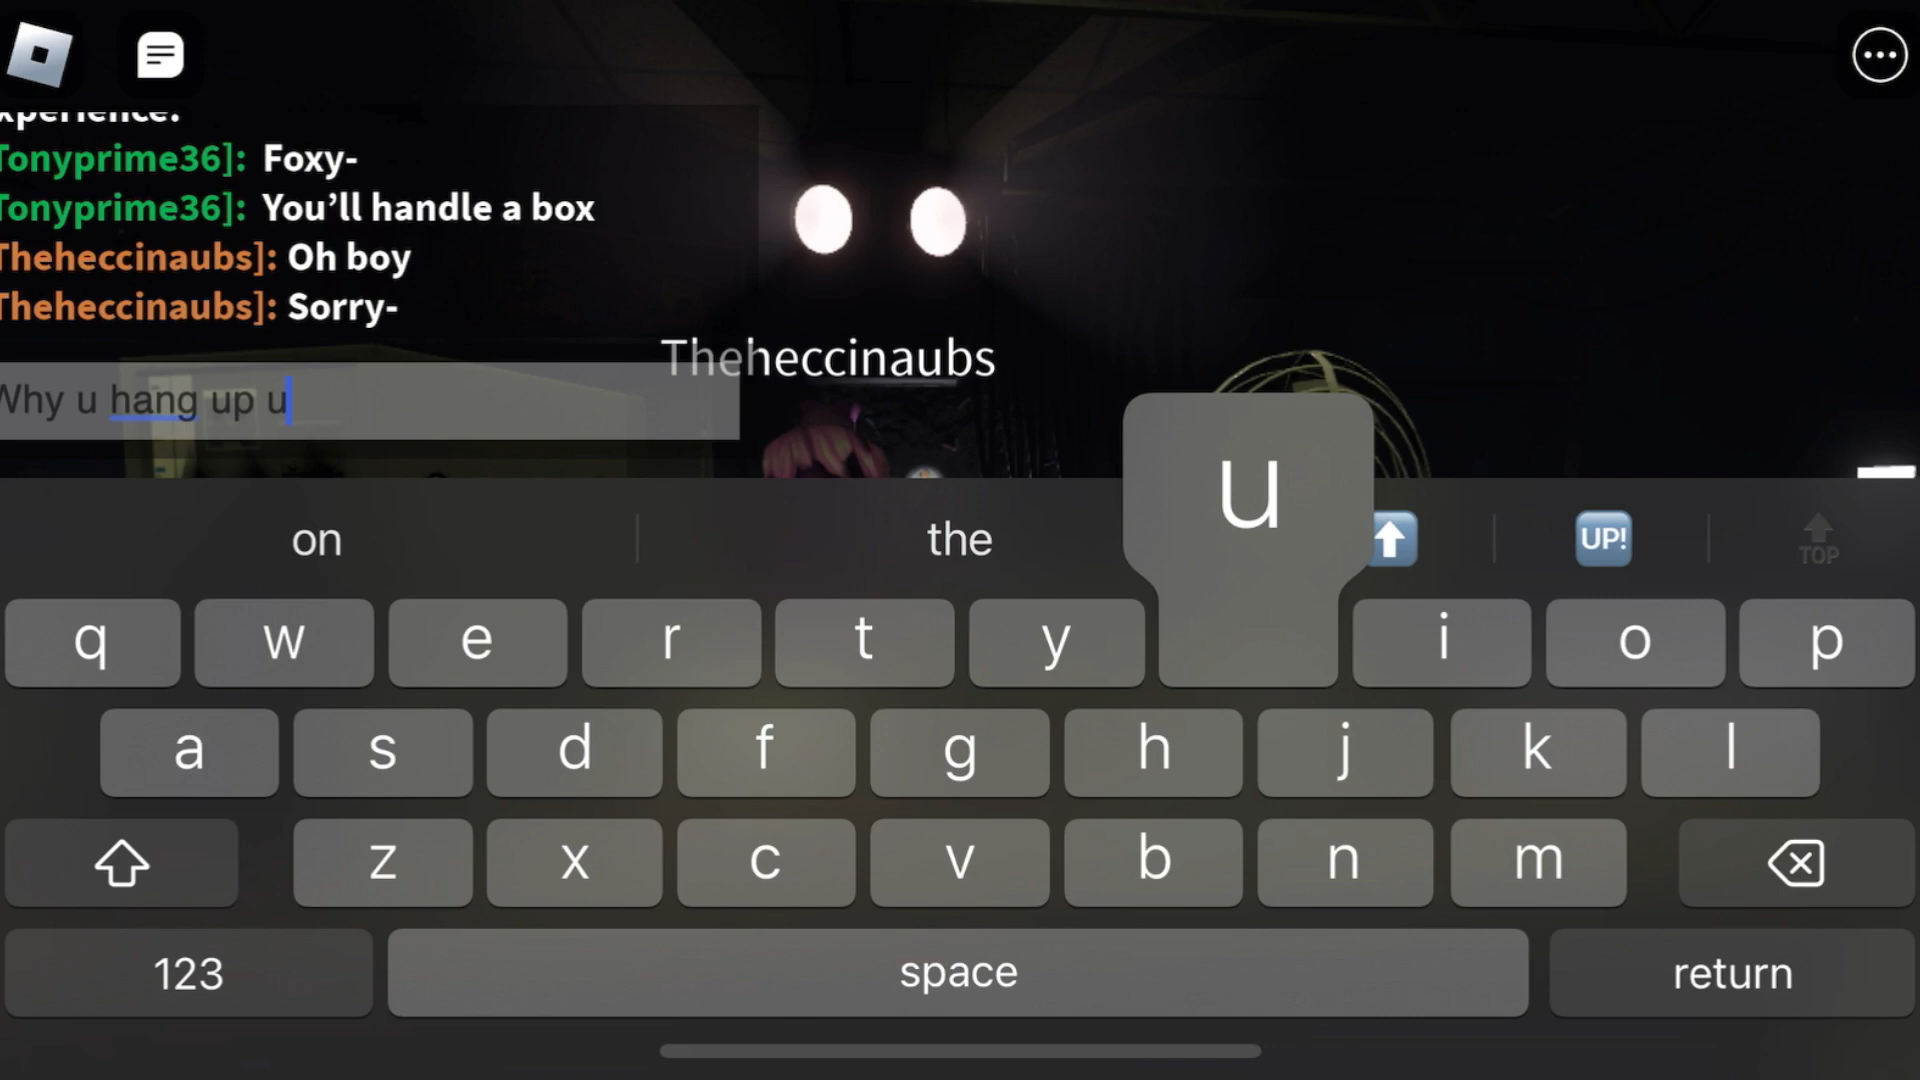 xperience.
Tonyprime36]: Foxy-
Tonyprime36]: You’ll handle a box
Theheccinaubs]: Oh boy
Theheccinaubs]: Sorry-
Theheccinaubs
Why u hang up u
u
on the UP! TOP
q w e r t y i o p
a s d f g h j k l
z x c v b n m
123 space return